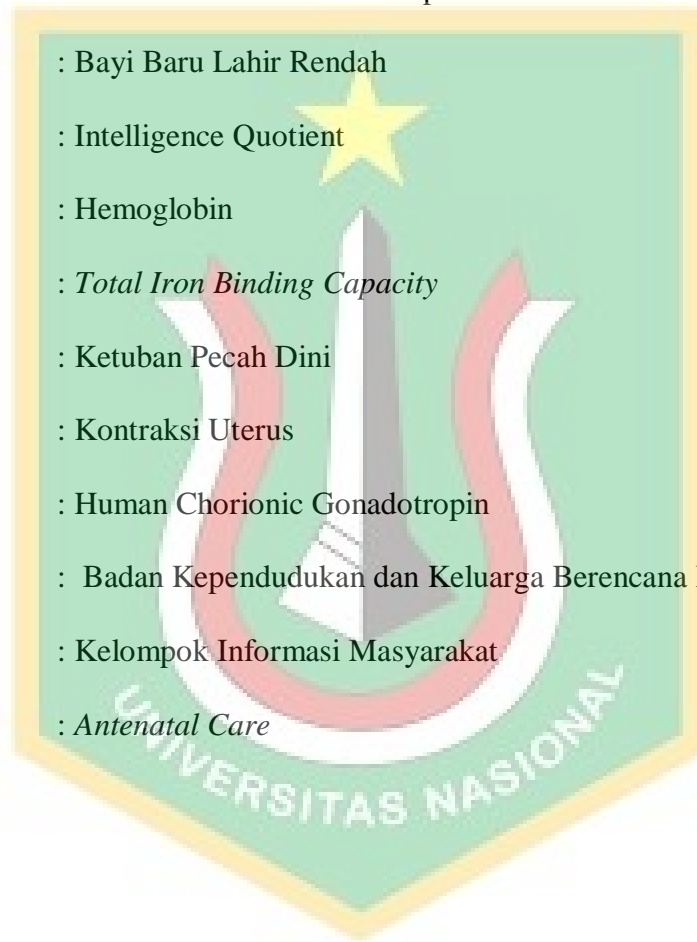 : Bayi Baru Lahir Rendah
: Intelligence Quotient
: Hemoglobin
: Total Iron Binding Capacity
: Ketuban Pecah Dini
: Kontraksi Uterus
: Human Chorionic Gonadotropin
: Badan Kependudukan dan Keluarga Berencana
: Kelompok Informasi Masyarakat
: Antenatal Care
UNIVERSITAS NASIONAL